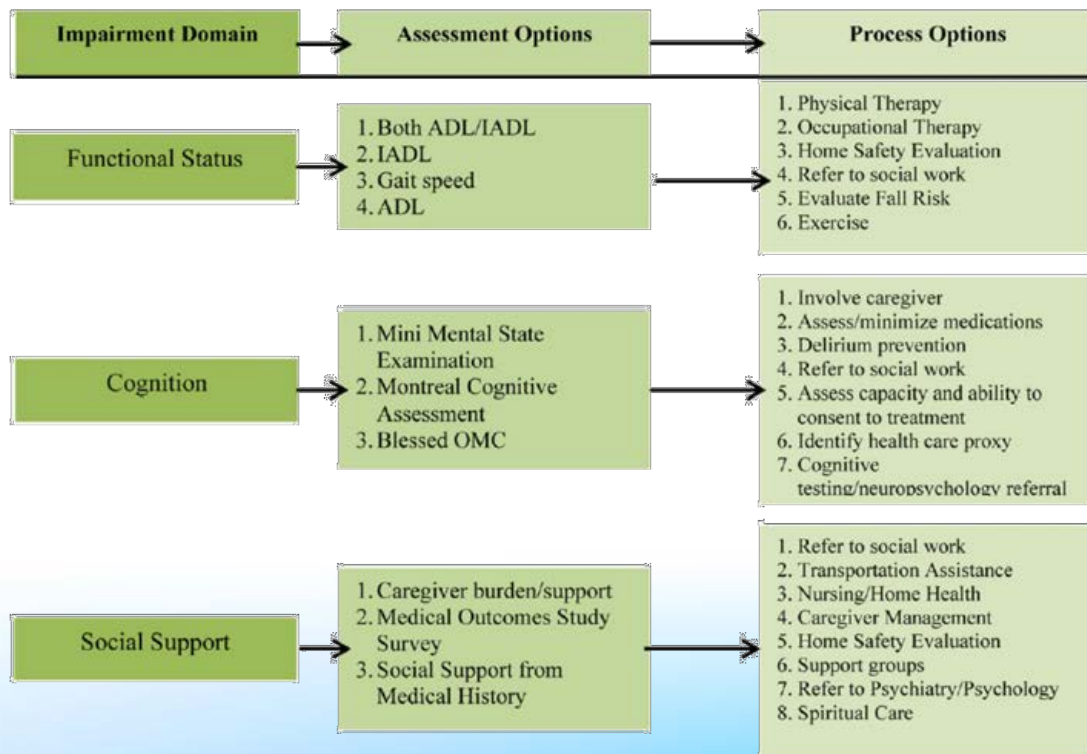 Impairment Domain
Assessment Options
Process Options
Functional Status
1. Both ADL/IADL
2. IADL
3. Gait speed
4. ADL
1. Physical Therapy
2. Occupational Therapy
3. Home Safety Evaluation
4. Refer to social work
5. Evaluate Fall Risk
6. Exercise
Cognition
1. Mini Mental State
Examination
2. Montreal Cognitive
Assessment
3. Blessed OMC
1. Involve caregiver
2. Assess/minimize medications
3. Delirium prevention
4. Refer to social work
5. Assess capacity and ability to
consent to treatment
6. Identify health care proxy
7. Cognitive
testing/neuropsychology referral
Social Support
1. Caregiver burden/support
2. Medical Outcomes Study
Survey
3. Social Support from
Medical History
1. Refer to social work
2. Transportation Assistance
3. Nursing/Home Health
4. Caregiver Management
5. Home Safety Evaluation
6. Support groups
7. Refer to Psychiatry/Psychology
8. Spiritual Care